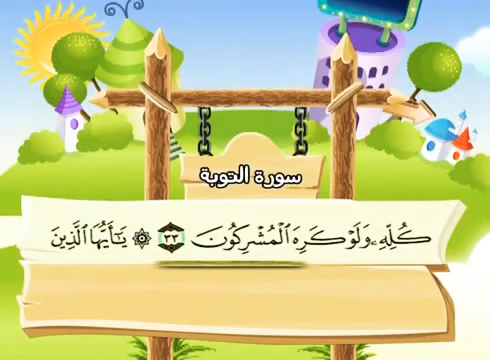 سورة التوبة
كُلِّهِۦ وَلَوْ كَرِهَ ٱلْمُشْرِكُونَ ٣٣ ۞ يَٰٓأَيُّهَا ٱلَّذِينَ